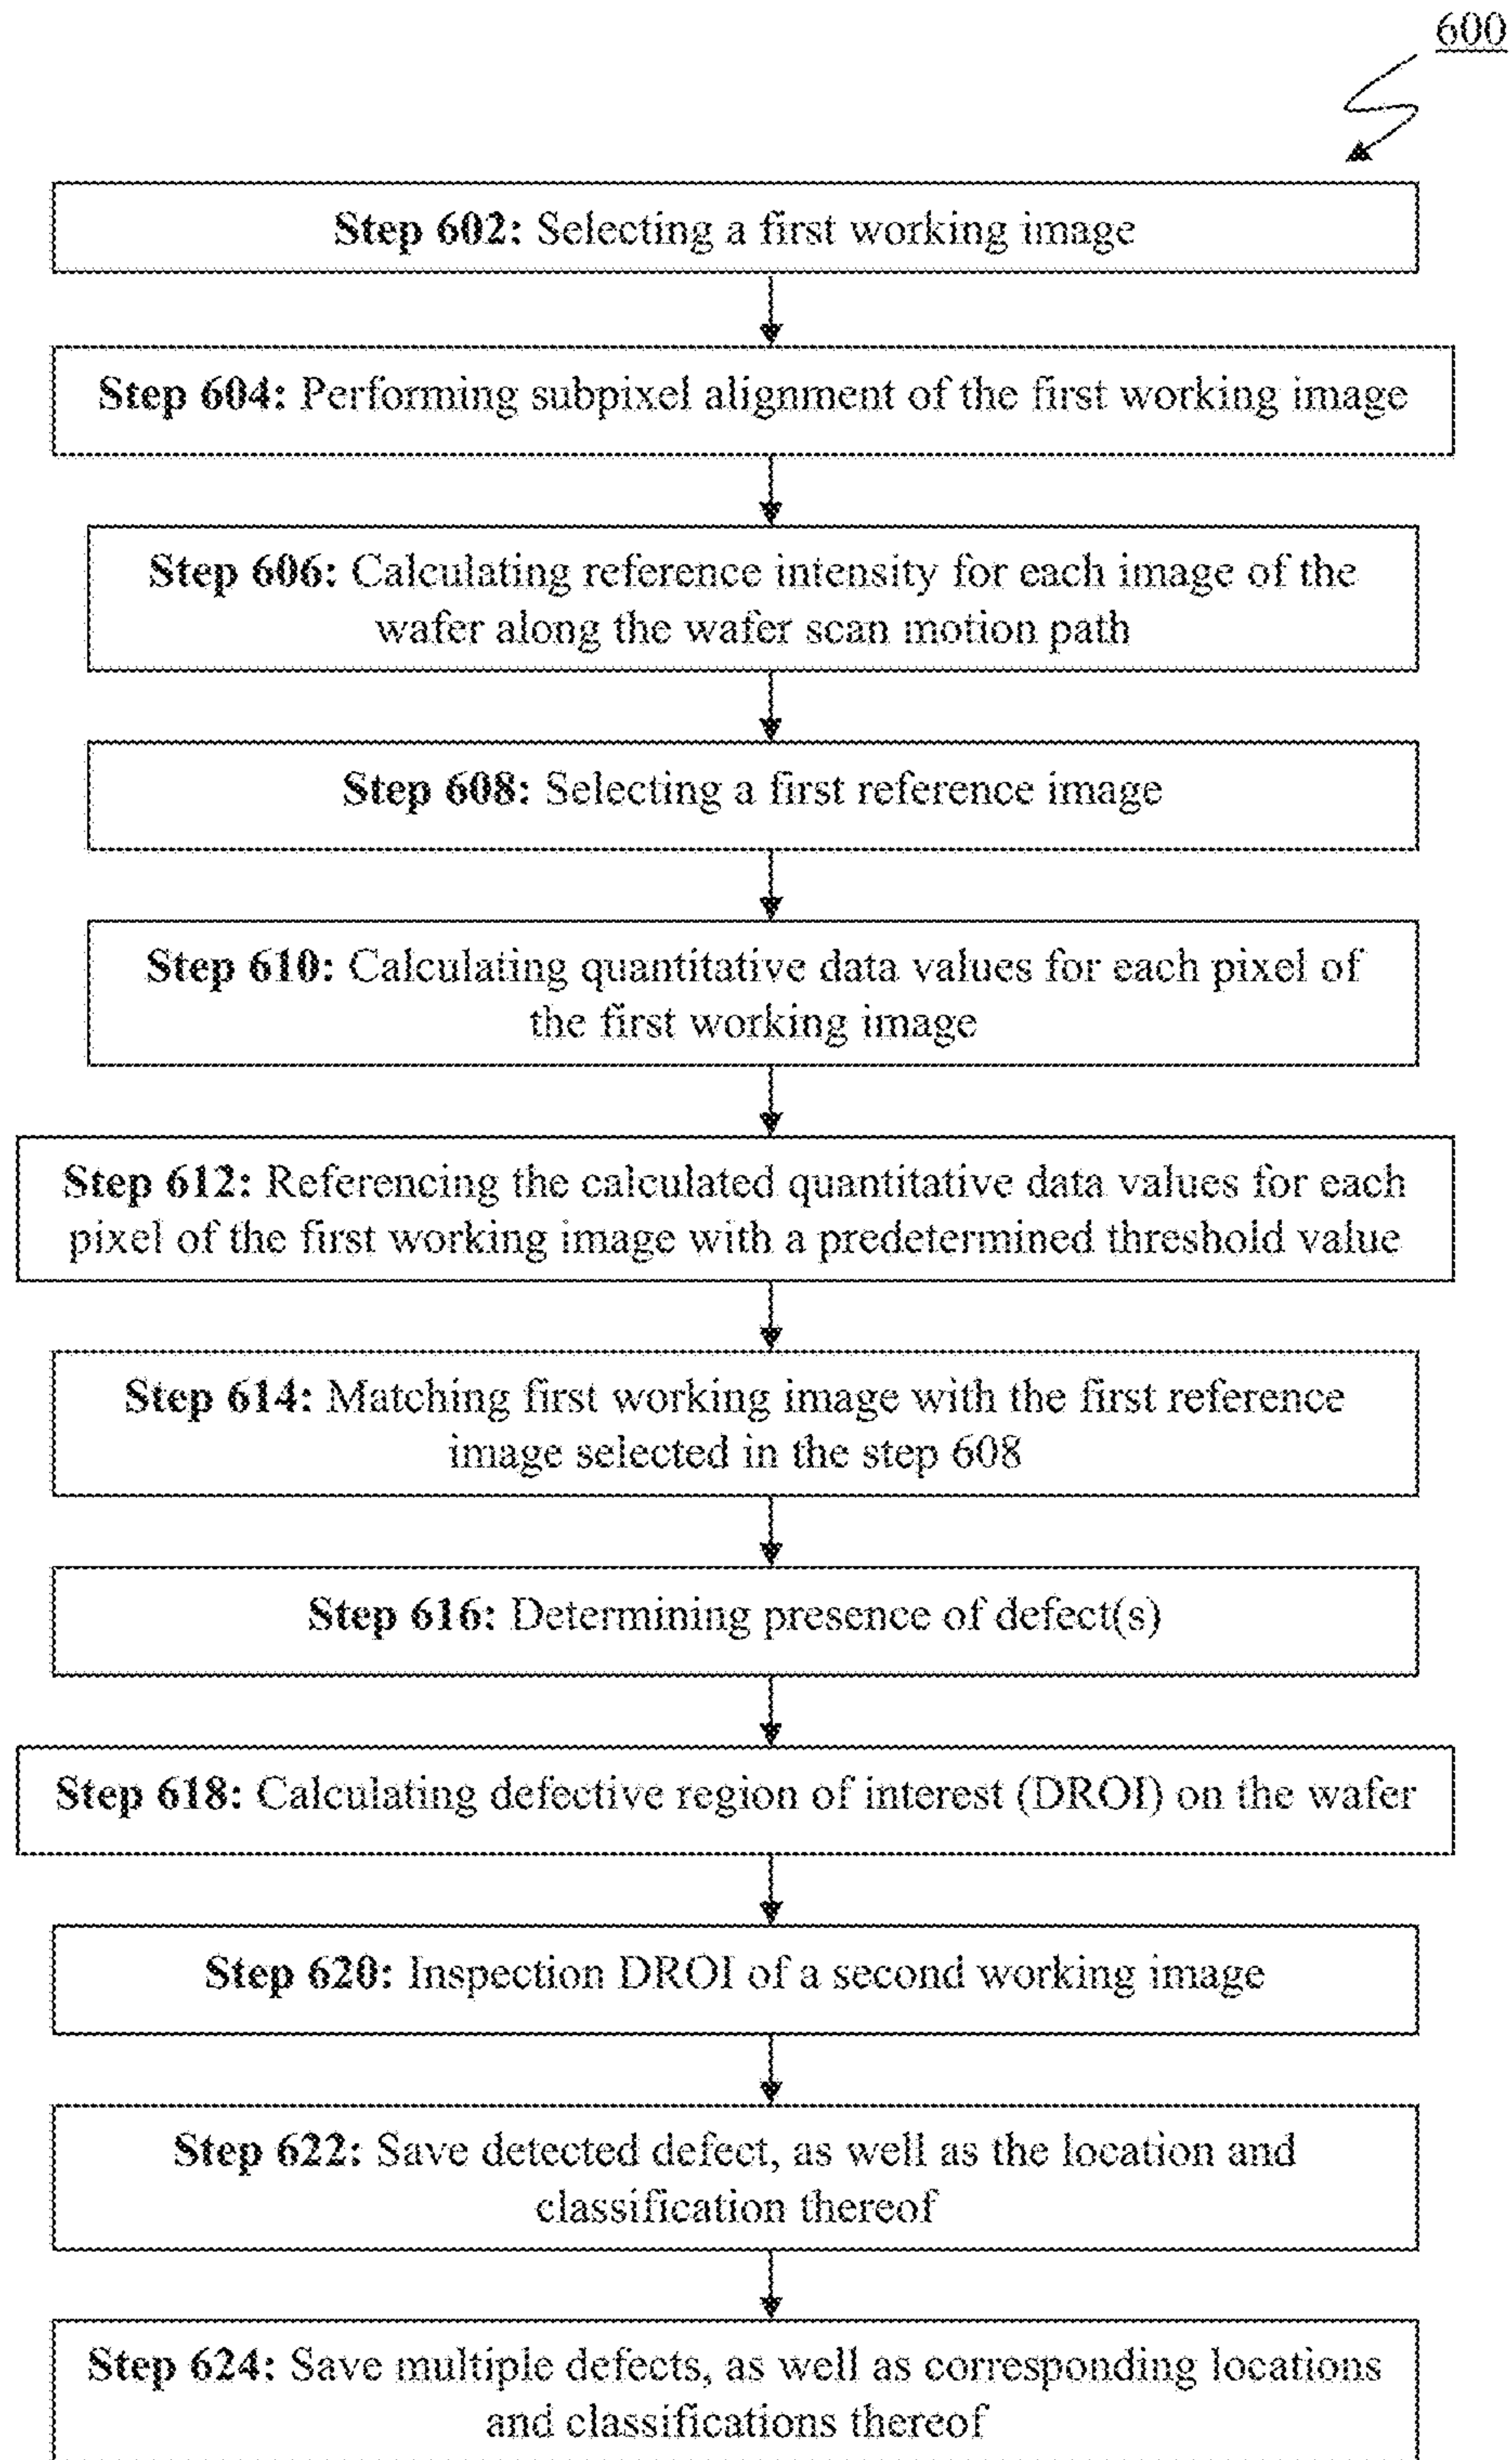 600
Step 602: Selecting a first working image
Step 604: Performing subpixel alignment of the first working image
Step 606: Calculating reference intensity for each image of the
wafer along the wafer scan motion path
Step 608: Selecting a first reference image
Step 610: Calculating quantitative data values for each pixel of
the first working image
Step 612: Referencing the calculated quantitative data values for each
pixel of the first working image with a predetermined threshold value
Step 614: Matching first working image with the first reference
image selected in the step 608
Step 616: Determining presence of defect(s)
Step 618: Calculating defective region of interest (DROI) on the wafer
Step 620: Inspection DROI of a second working image
Step 622: Save detected defect, as well as the location and
classification thereof
Step 624: Save multiple defects, as well as corresponding locations
and classifications thereof